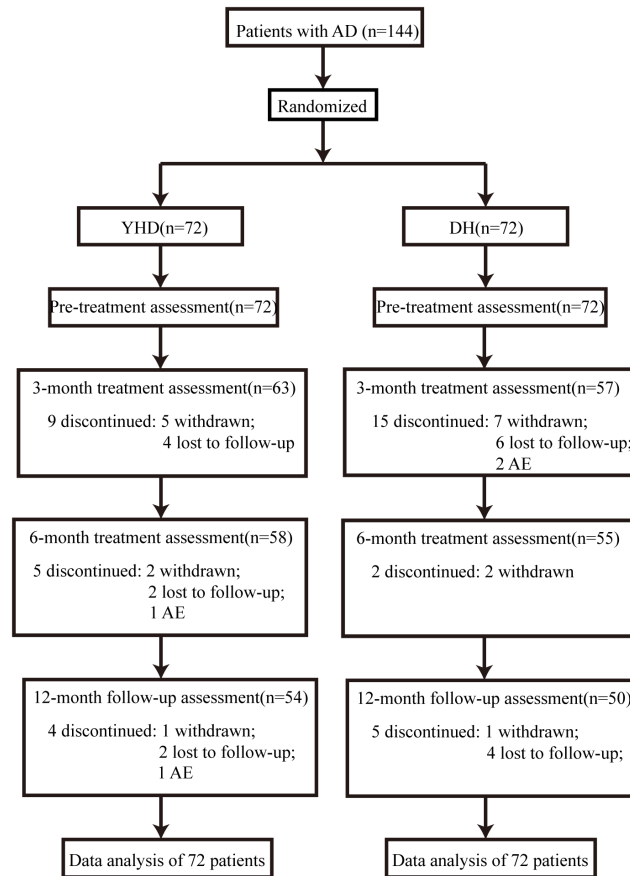 Patients with AD (n=144)
Randomized
YHD(n=72)
DH(n=72)
Pre-treatment assessment(n=72)
Pre-treatment assessment(n=72)
3-month treatment assessment(n=63)
9 discontinued: 5 withdrawn;
4 lost to follow-up
3-month treatment assessment(n=57)
15 discontinued: 7 withdrawn;
6 lost to follow-up;
2 AE
6-month treatment assessment(n=58)
5 discontinued: 2 withdrawn;
2 lost to follow-up;
1 AE
6-month treatment assessment(n=55)
2 discontinued: 2 withdrawn
12-month follow-up assessment(n=54)
4 discontinued: 1 withdrawn;
2 lost to follow-up;
1 AE
12-month follow-up assessment(n=50)
5 discontinued: 1 withdrawn;
4 lost to follow-up;
Data analysis of 72 patients
Data analysis of 72 patients